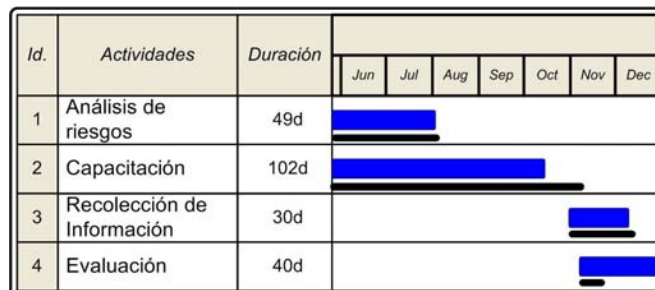 Id. Actividades Duración
Jun Jul Aug Sep Oct Nov Dec
1 Análisis de riesgos 49d
2 Capacitación 102d
3 Recolección de Información 30d
4 Evaluación 40d